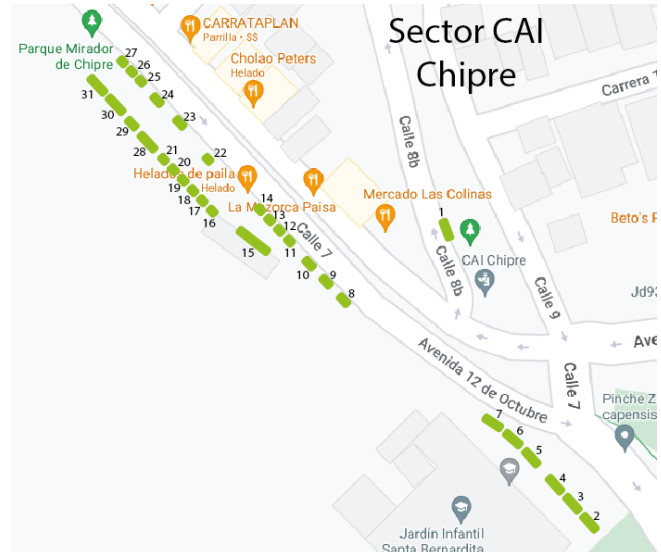 Sector CAI
Chipre
CARRATAPLAN
Parrilla • $$
Parque Mirador
de Chipre
Cholao Peters
Helado
27
26
25
24
23
22
31
30
29
28
21
20
19
18
17
16
Helados de paila
Helado
La Mazorca Paisa
Mercado Las Colinas
14
13
12
11
15
10
9
8
Calle 7
Calle 8b
Calle 8b
1
CAI Chipre
Carrera 1
Beto's P
Jd93
Calle 9
Ave
Calle 7
Avenida 12 de Octubre
Pinche Z
capensis
7
6
5
4
3
2
Jardín Infantil
Santa Bernardita